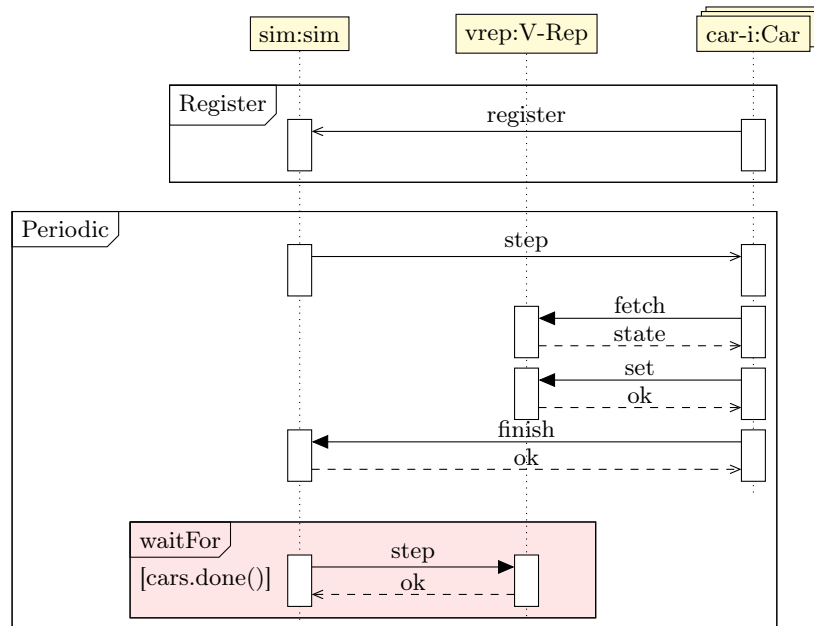 sim:sim
vrep:V-Rep
car-i:Car
Register
register
Periodic
step
fetch
state
set
ok
finish
ok
waitFor
step
[cars.done()]
ok